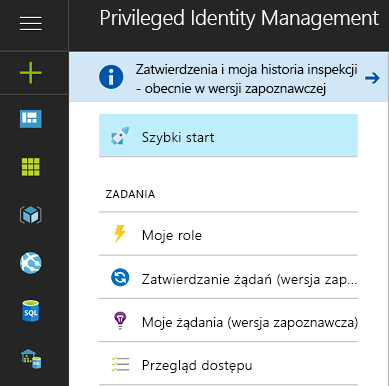 Privileged Identity Management
Zatwierdzenia i moja historia inspekcji
- obecnie w wersji zapoznawczej
Szybki start
ZADANIA
Moje role
Zatwierdzanie żądań (wersja zap...
Moje żądania (wersja zapoznawcza)
Przegląd dostępu
SQL